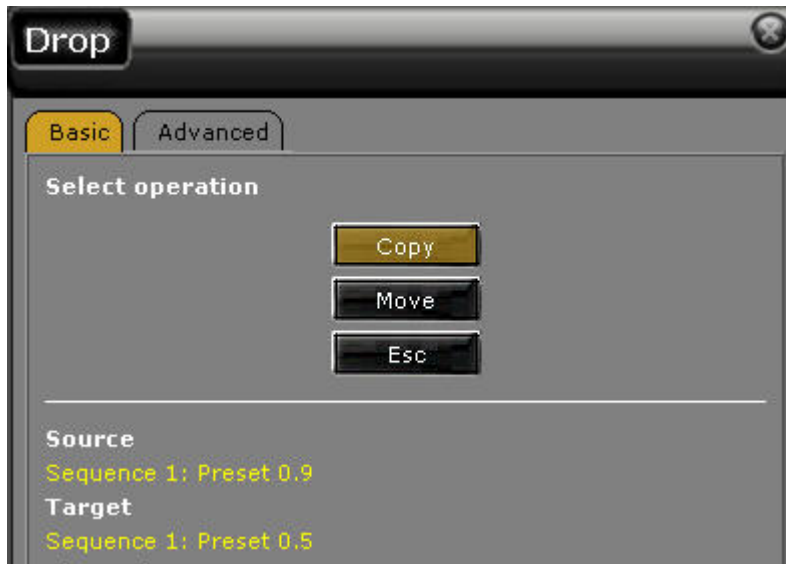 Drop
Basic Advanced
Select operation
Copy
Move
Esc
Source
Sequence 1: Preset 0.9
Target
Sequence 1: Preset 0.5